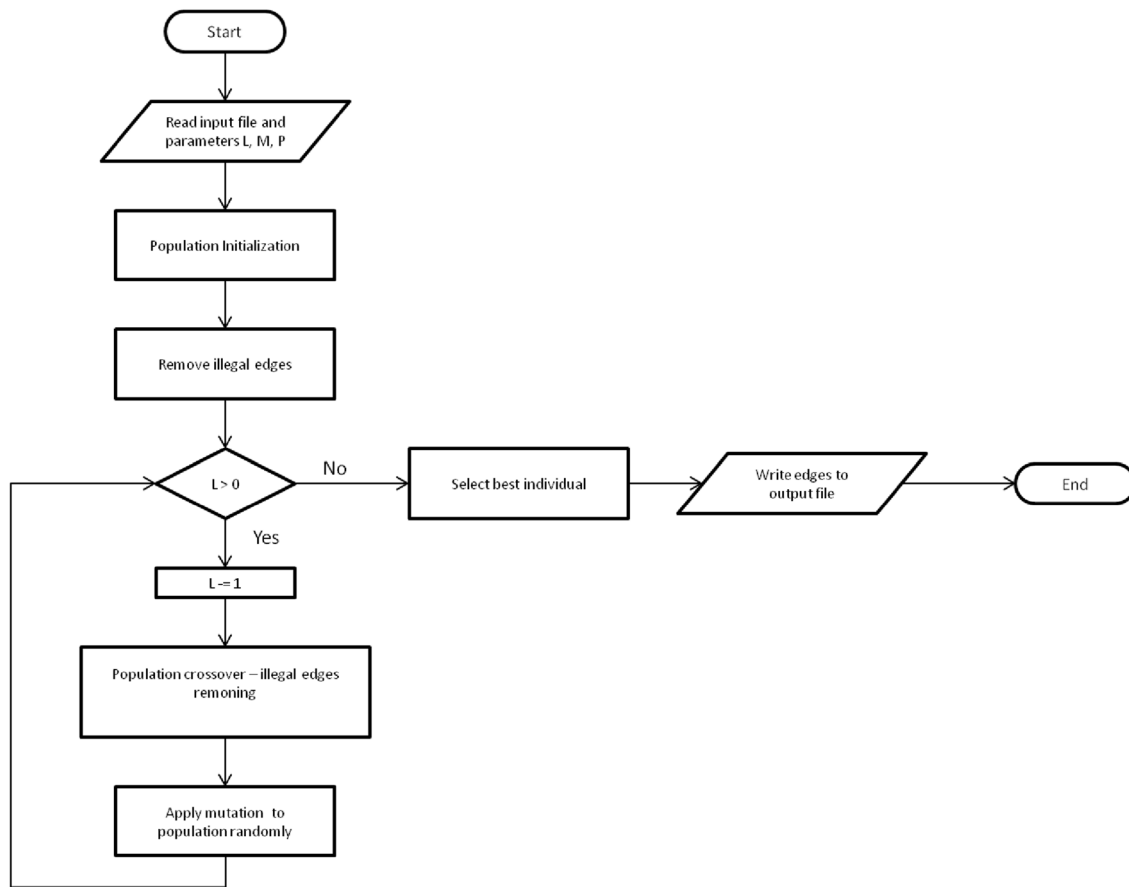 Start
Read input file and
parameters L, M, P
Population Initialization
Remove illegal edges
L > 0
No
Select best individual
Write edges to
output file
End
Yes
L -= 1
Population crossover – illegal edges
remoning
Apply mutation to
population randomly